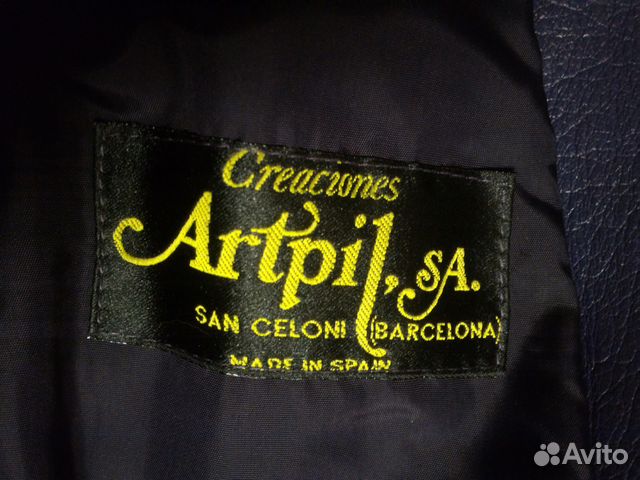 Creaciones
Artpil, SA.
SAN CELONI (BARCELONA)
MADE IN SPAIN
Avito